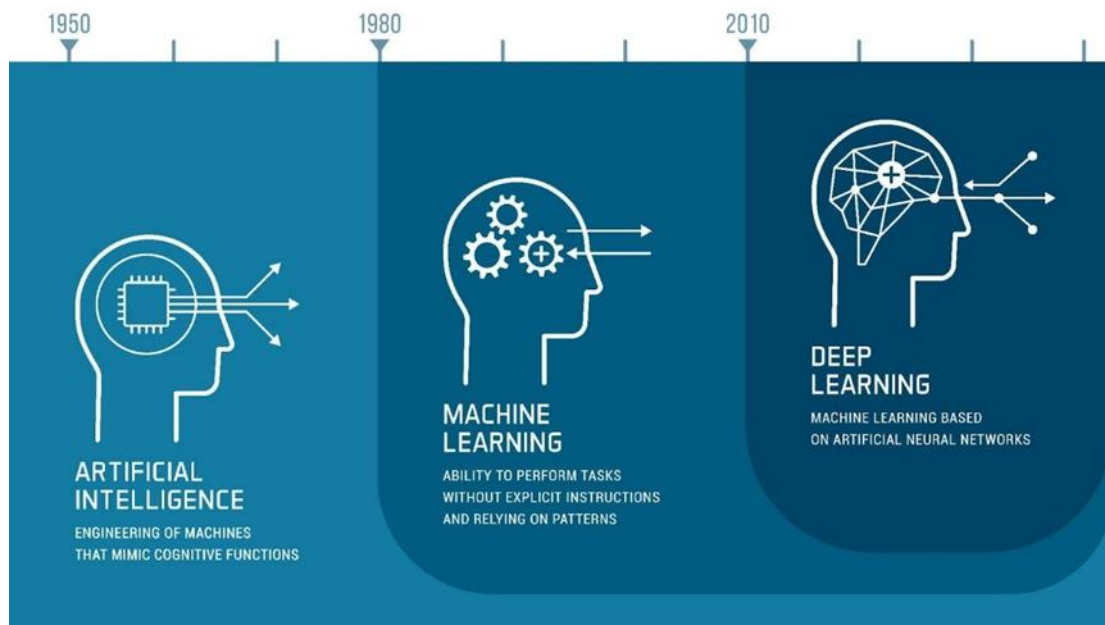 1950
1980
2010
ARTIFICIAL
INTELLIGENCE
ENGINEERING OF MACHINES
THAT MIMIC COGNITIVE FUNCTIONS
MACHINE
LEARNING
ABILITY TO PERFORM TASKS
WITHOUT EXPLICIT INSTRUCTIONS
AND RELYING ON PATTERNS
DEEP
LEARNING
MACHINE LEARNING BASED
ON ARTIFICIAL NEURAL NETWORKS